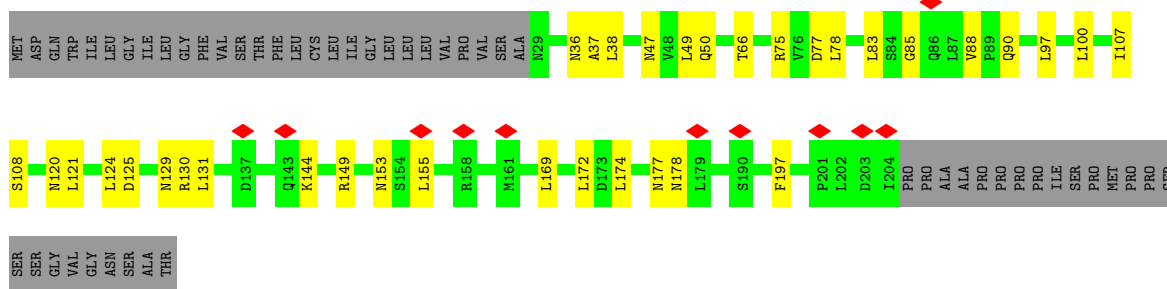 MET ASP GLN TRP ILE LEU GLY ILE LEU GLY PHE VAL SER THR PHE LEU CYS LEU ILE GLY LEU LEU LEU VAL PRO VAL SER ALA N29 N36 A37 L38 N47 V48 L49 Q50 T66 R75 V76 D77 L78 L83 S84 G85 Q86 L87 V88 P89 Q90 L97 L100 I107
S108 N120 L121 L124 D125 N129 R130 L131 D137 Q143 K144 R149 N153 S154 L155 R158 M161 L169 L172 D173 L174 N177 N178 L179 S190 F197 P201 L202 D203 I204 PRO PRO ALA ALA PRO PRO PRO PRO ILE SER PRO MET PRO PRO SER
SER SER GLY VAL GLY ASN SER ALA THR